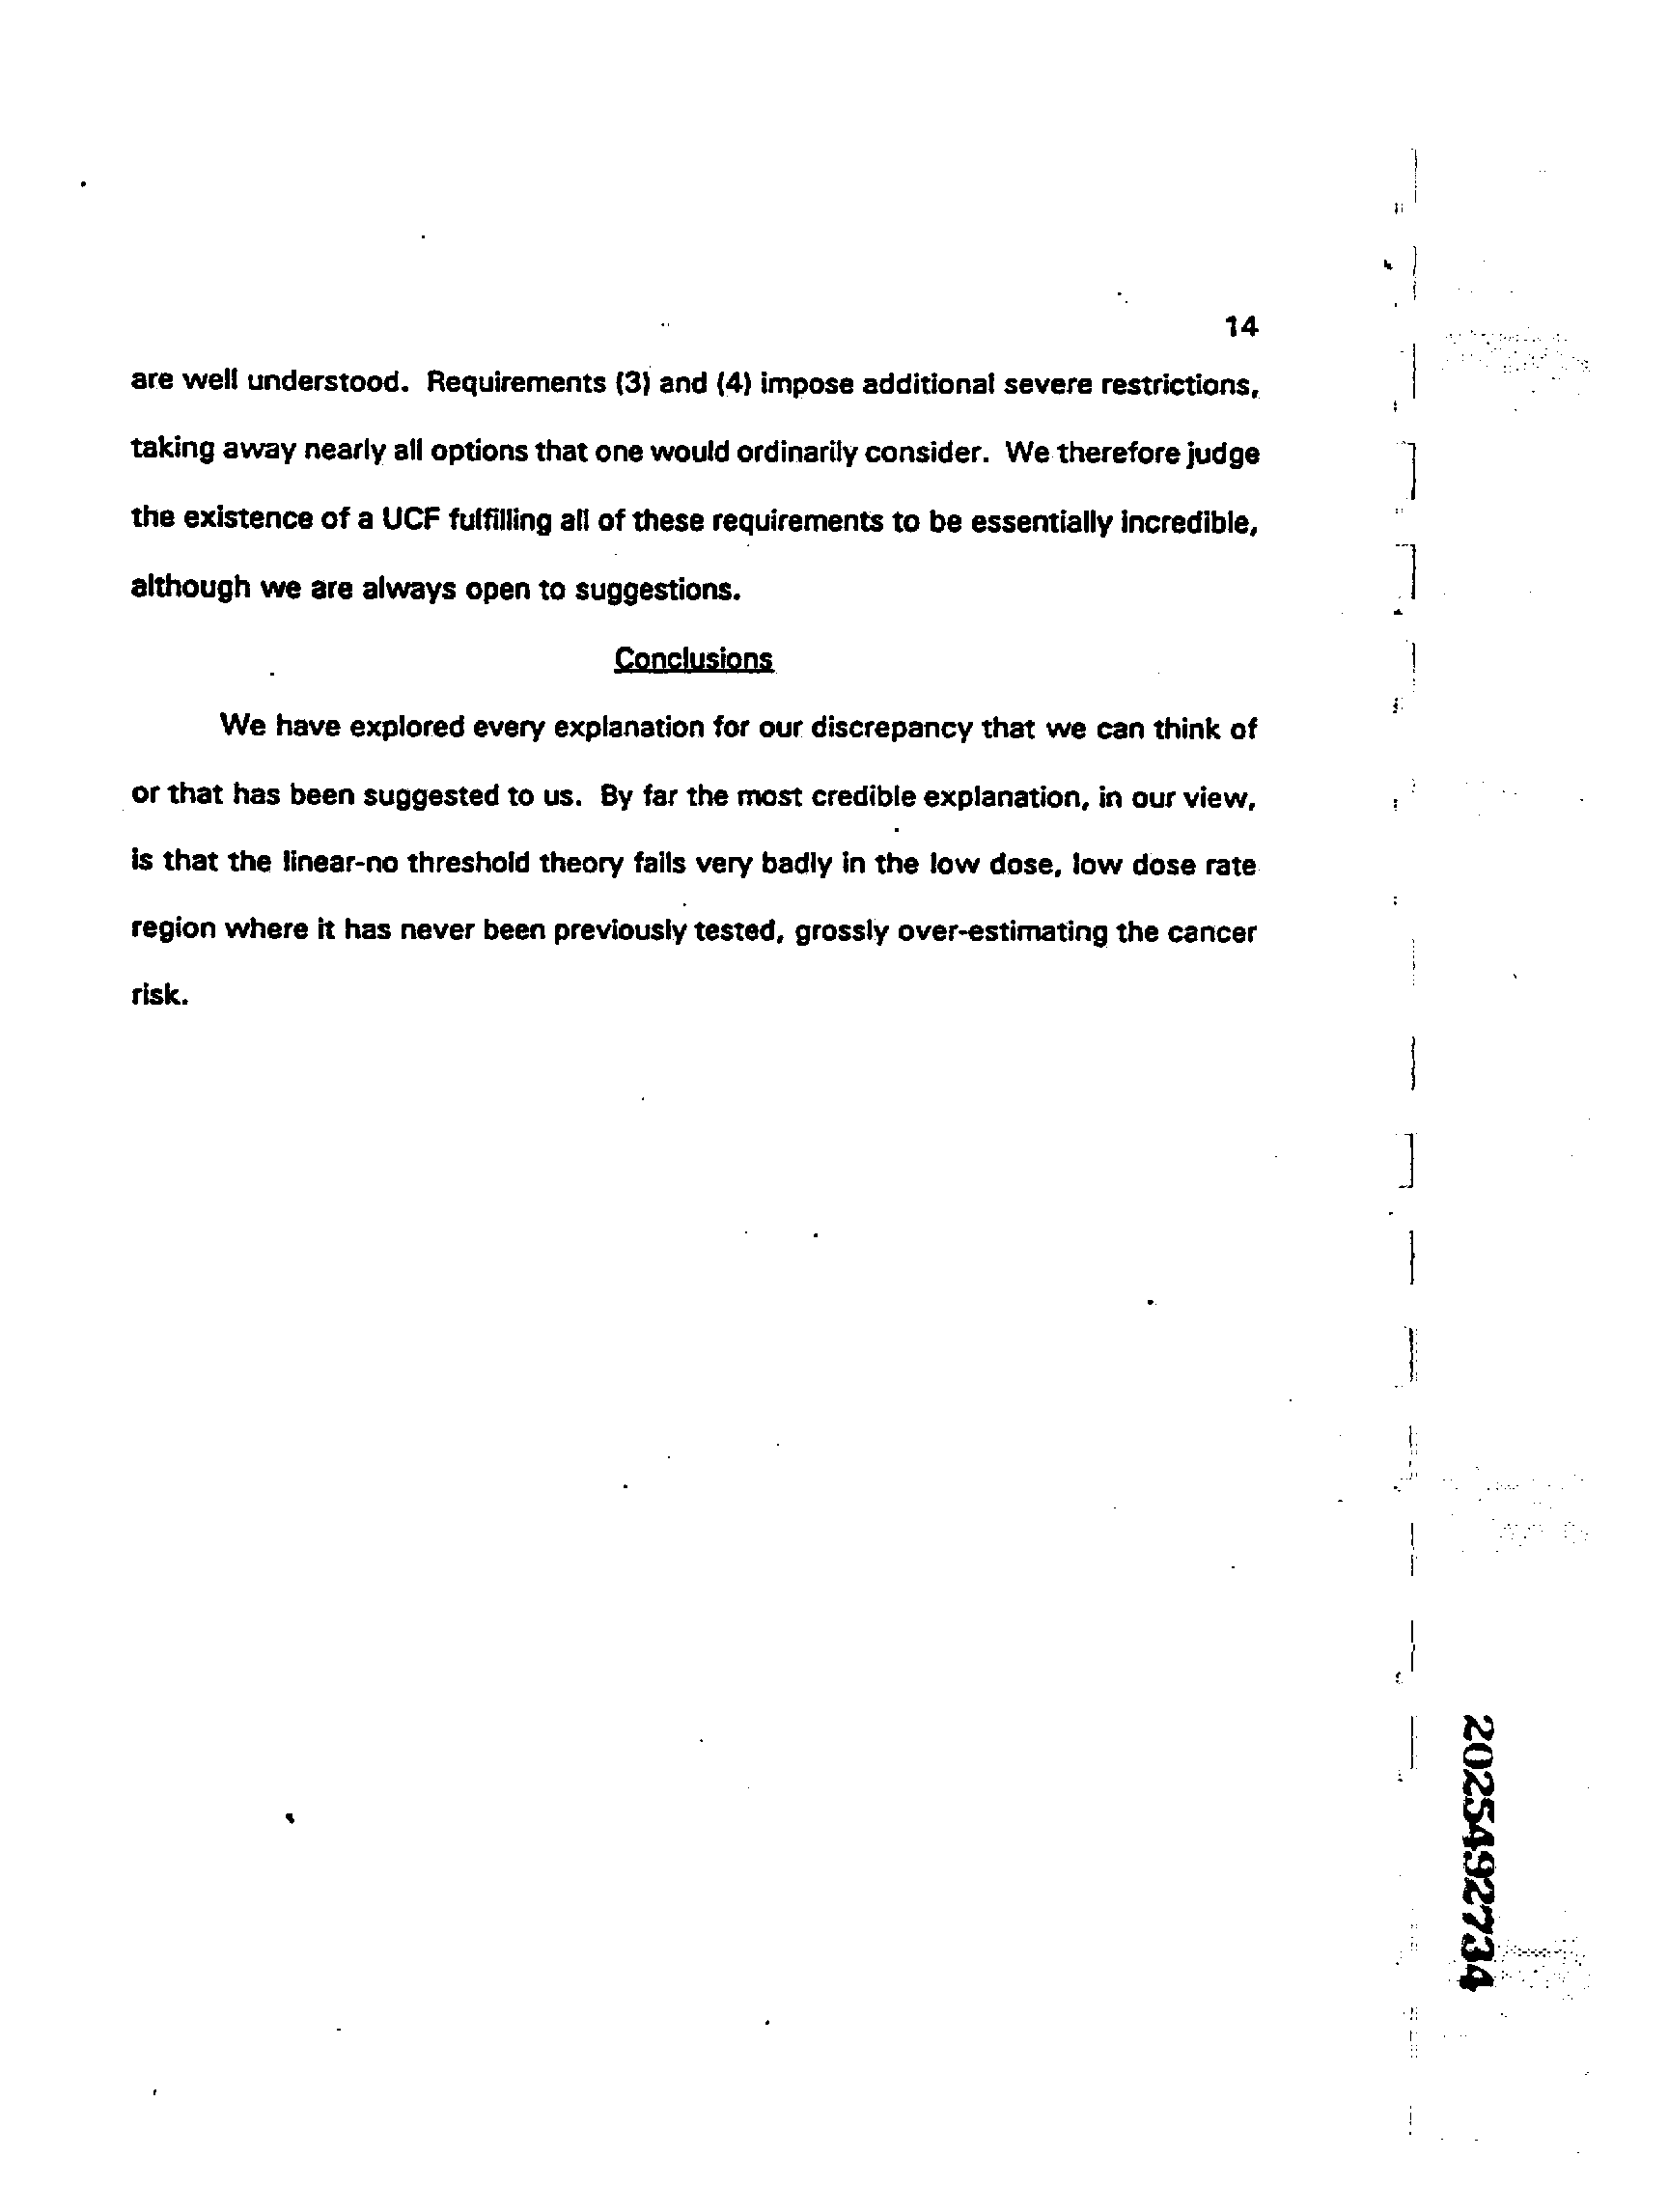 14
are well understood. Requirements (3) and (4) impose additional severe restrictions,
taking away nearly all options that one would ordinarily consider. We therefore judge
the existence of a UCF fulfilling all of these requirements to be essentially incredible,
although we are always open to suggestions.
Conclusions
We have explored every explanation for our discrepancy that we can think of
or that has been suggested to us. By far the most credible explanation, in our view,
is that the linear-no threshold theory fails very badly in the low dose, low dose rate
region where it has never been previously tested, grossly over-estimating the cancer
risk.
2025492734